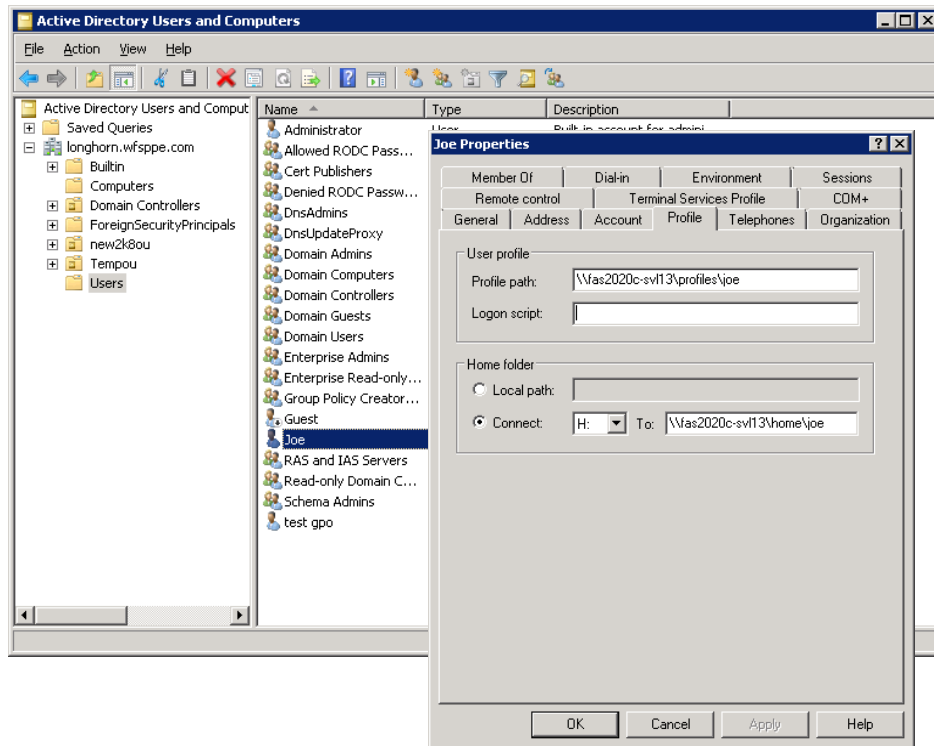 Active Directory Users and Computers
File Action View Help
Active Directory Users and Comput
Saved Queries
longhorn.wfsppe.com
Builtin
Computers
Domain Controllers
ForeignSecurityPrincipals
new2k8ou
Tempou
Users
Name Type Description
Administrator User Built-in account for admini...
Allowed RODC Pass...
Cert Publishers
Denied RODC Passw...
DnsAdmins
DnsUpdateProxy
Domain Admins
Domain Computers
Domain Controllers
Domain Guests
Domain Users
Enterprise Admins
Enterprise Read-only...
Group Policy Creator...
Guest
Joe
RAS and IAS Servers
Read-only Domain C...
Schema Admins
test gpo
Joe Properties
Member Of Dial-in Environment Sessions
Remote control Terminal Services Profile COM+
General Address Account Profile Telephones Organization
User profile
Profile path: \\fas2020c-svl13\profiles\joe
Logon script:
Home folder
Local path:
Connect: H: To: \\fas2020c-svl13\home\joe
OK Cancel Apply Help